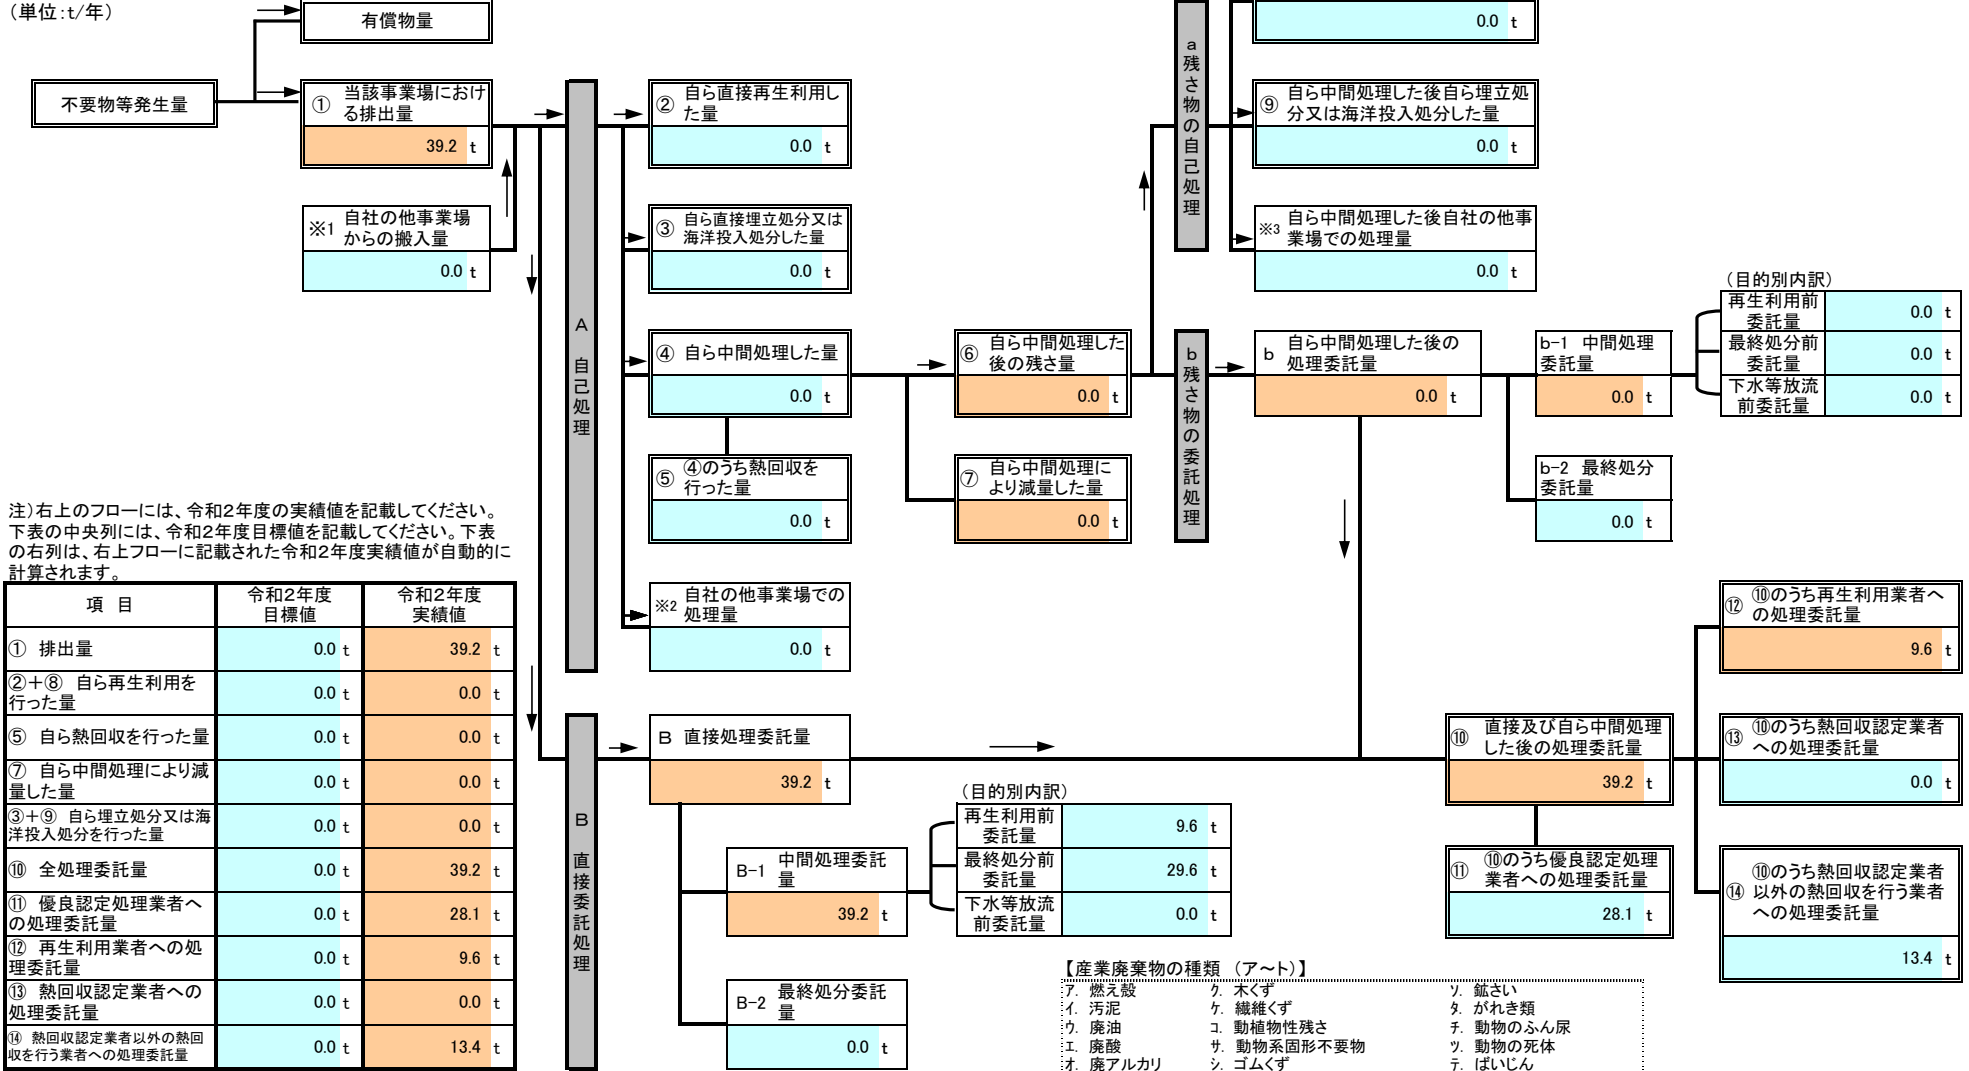 (単位:t/年)
有償物量
不要物等発生量
① 当該事業場におけ
る排出量
39.2 t
※1 自社の他事業場
からの搬入量
0.0 t
A 自己処理
② 自ら直接再生利用し
た量
0.0 t
③ 自ら直接埋立処分又は
海洋投入処分した量
0.0 t
④ 自ら中間処理した量
0.0 t
⑤ ④のうち熱回収を
行った量
0.0 t
※2 自社の他事業場での
処理量
0.0 t
⑥ 自ら中間処理した
後の残さ量
0.0 t
⑦ 自ら中間処理に
より減量した量
0.0 t
a 残さ物の自己処理
0.0 t
⑨ 自ら中間処理した後自ら埋立処
分又は海洋投入処分した量
0.0 t
※3 自ら中間処理した後自社の他事
業場での処理量
0.0 t
b 残さ物の委託処理
b 自ら中間処理した後の
処理委託量
0.0 t
b-1 中間処理
委託量
0.0 t
b-2 最終処分
委託量
0.0 t
(目的別内訳)
再生利用前
委託量
0.0 t
最終処分前
委託量
0.0 t
下水等放流
前委託量
0.0 t
注)右上のフローには、令和2年度の実績値を記載してください。
下表の中央列には、令和2年度目標値を記載してください。下表
の右列は、右上フローに記載された令和2年度実績値が自動的に
計算されます。
項 目 令和2年度 目標値 令和2年度 実績値
① 排出量 0.0 t 39.2 t
②+⑧ 自ら再生利用を
行った量 0.0 t 0.0 t
⑤ 自ら熱回収を行った量 0.0 t 0.0 t
⑦ 自ら中間処理により減
量した量 0.0 t 0.0 t
③+⑨ 自ら埋立処分又は海
洋投入処分を行った量 0.0 t 0.0 t
⑩ 全処理委託量 0.0 t 39.2 t
⑪ 優良認定処理業者へ
の処理委託量 0.0 t 28.1 t
⑫ 再生利用業者への処
理委託量 0.0 t 9.6 t
⑬ 熱回収認定業者への
処理委託量 0.0 t 0.0 t
⑭ 熱回収認定業者以外の熱回
収を行う業者への処理委託量 0.0 t 13.4 t
B 直接委託処理
B 直接処理委託量
39.2 t
B-1 中間処理委託
量
39.2 t
B-2 最終処分委託
量
0.0 t
(目的別内訳)
再生利用前
委託量
9.6 t
最終処分前
委託量
29.6 t
下水等放流
前委託量
0.0 t
⑩ 直接及び自ら中間処理
した後の処理委託量
39.2 t
⑪ ⑩のうち優良認定処理
業者への処理委託量
28.1 t
⑫ ⑩のうち再生利用業者へ
の処理委託量
9.6 t
⑬ ⑩のうち熱回収認定業者
への処理委託量
0.0 t
⑭ ⑩のうち熱回収認定業者
以外の熱回収を行う業者
への処理委託量
13.4 t
【産業廃棄物の種類 (ア~ト)】
ア. 燃え殻 ク. 木くず ソ. 鉱さい
イ. 汚泥 ケ. 繊維くず タ. がれき類
ウ. 廃油 コ. 動植物性残さ チ. 動物のふん尿
エ. 廃酸 サ. 動物系固形不要物 ツ. 動物の死体
オ. 廃アルカリ シ. ゴムくず テ. ばいじん